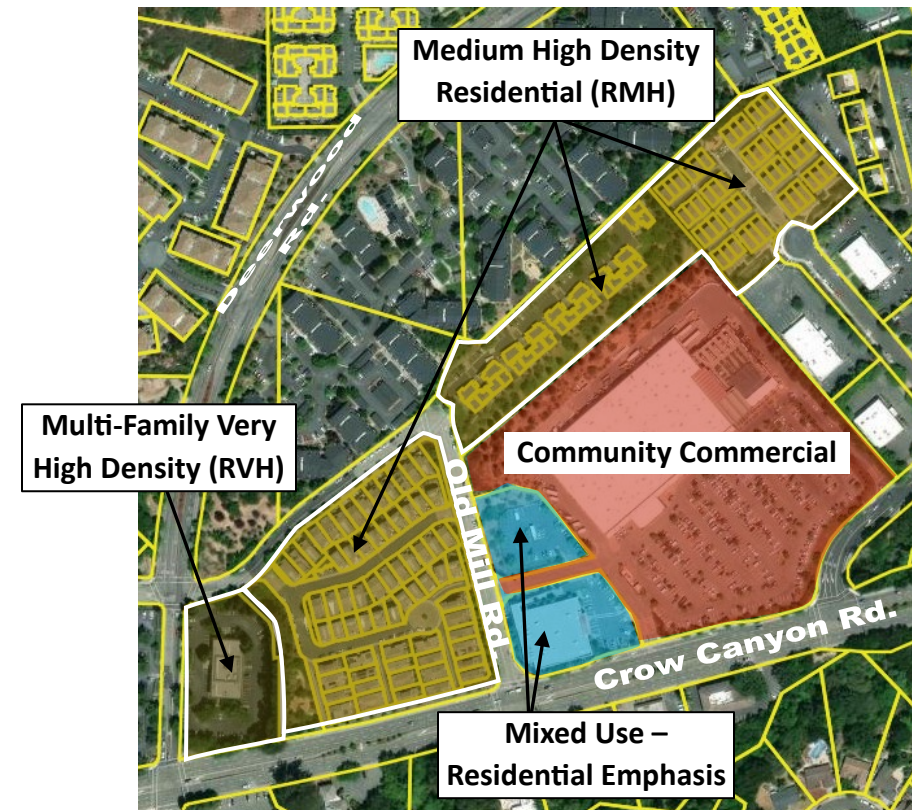 Medium High Density
Residential (RMH)
Deerwood
Rd.
Multi-Family Very
High Density (RVH)
Community Commercial
Old Mill Rd.
Crow Canyon Rd.
Mixed Use –
Residential Emphasis